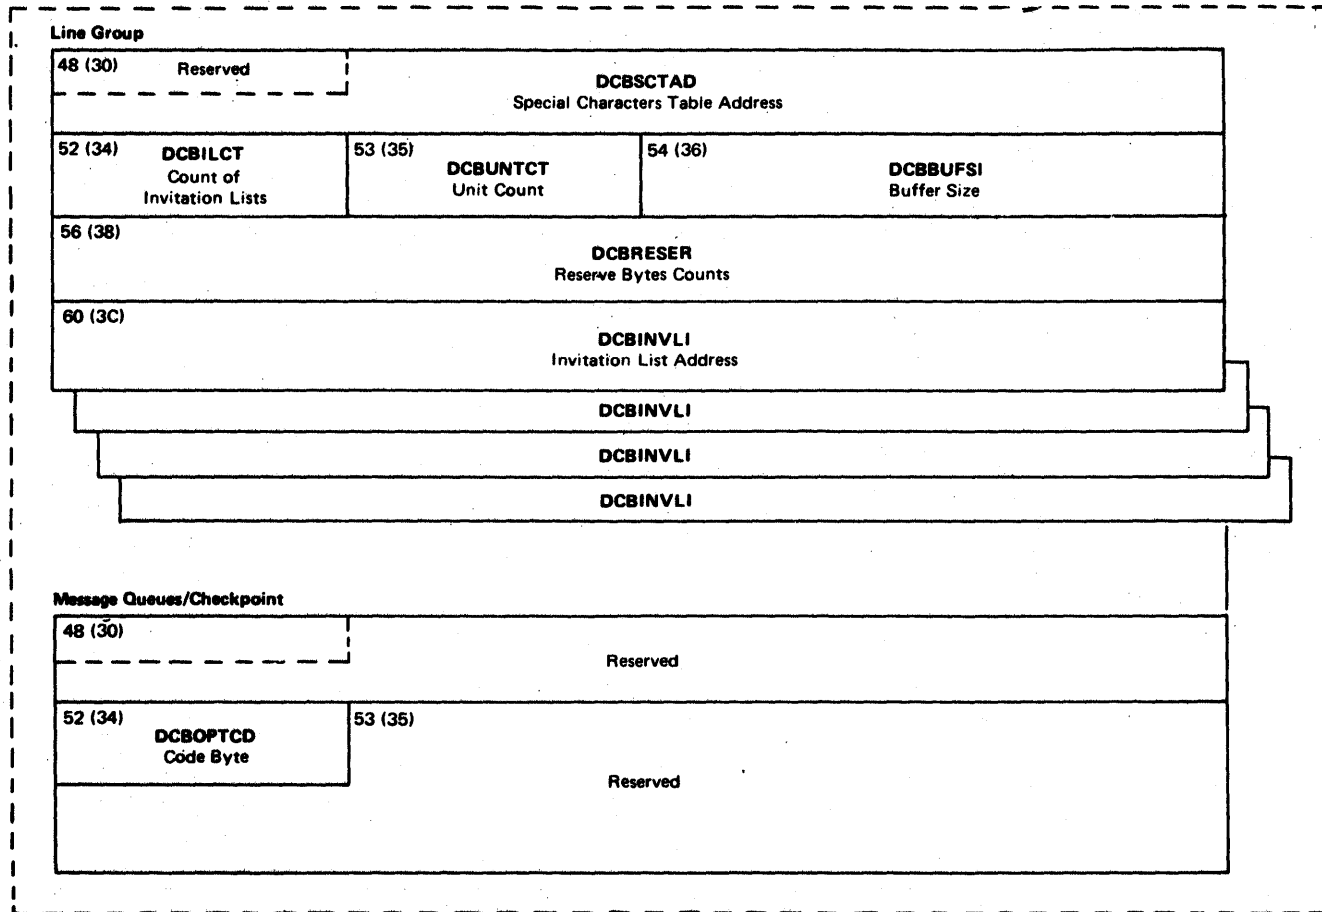 Line Group
48 (30) Reserved
DCBSCTAD
Special Characters Table Address
52 (34) DCBILCT
Count of
Invitation Lists
53 (35)
DCBUNTCT
Unit Count
54 (36)
DCBBUFSI
Buffer Size
56 (38)
DCBRESER
Reserve Bytes Counts
60 (3C)
DCBINVLI
Invitation List Address
DCBINVLI
DCBINVLI
DCBINVLI
Message Queues/Checkpoint
48 (30)
Reserved
52 (34)
DCBOPTCD
Code Byte
53 (35)
Reserved